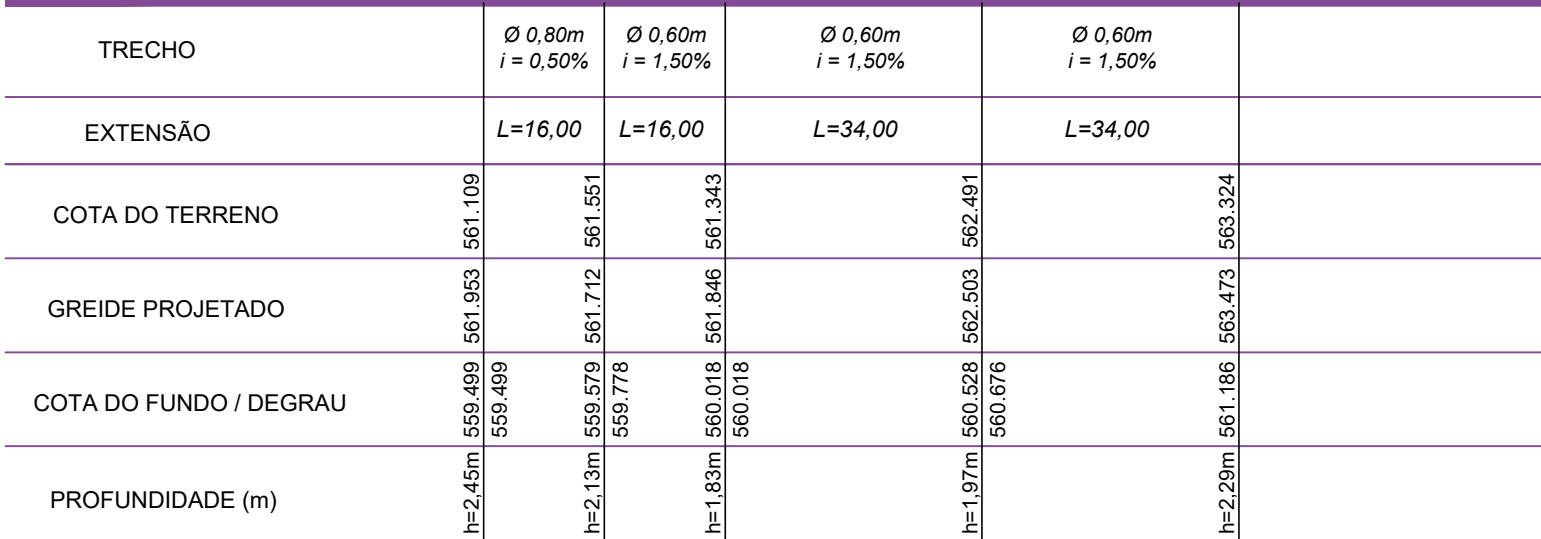 TRECHO
Ø 0,80m
i = 0,50%
Ø 0,60m
i = 1,50%
Ø 0,60m
i = 1,50%
Ø 0,60m
i = 1,50%
EXTENSÃO
L=16,00
L=16,00
L=34,00
L=34,00
COTA DO TERRENO
561.109
561.551
561.343
562.491
563.324
GREIDE PROJETADO
561.953
561.712
561.846
562.503
563.473
COTA DO FUNDO / DEGRAU
559.499
559.499
559.579
559.778
560.018
560.018
560.528
560.676
561.186
PROFUNDIDADE (m)
h=2,45m
h=2,13m
h=1,83m
h=1,97m
h=2,29m